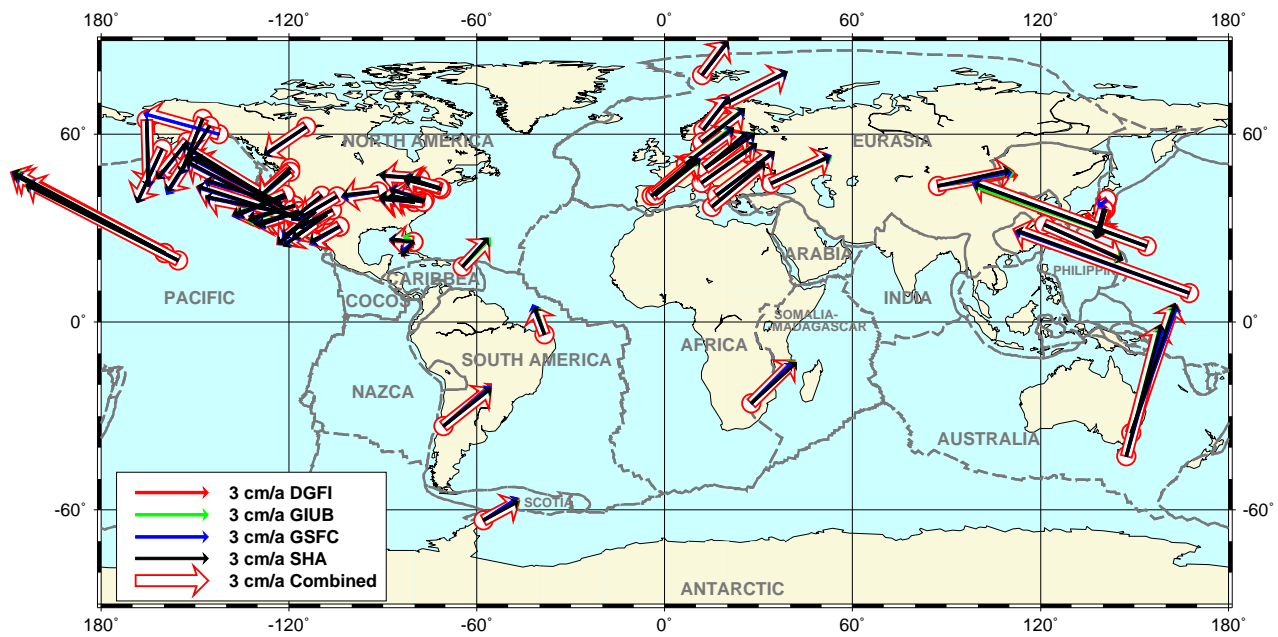 180˚ -120˚ -60˚ 0˚ 60˚ 120˚ 180˚
60˚ 60˚
NORTH AMERICA
EURASIA
ARABIA
CARIBBEA
PHILIPPIN
PACIFIC
COCOS
INDIA
0˚ 0˚
SOMALIA-
MADAGASCAR
AFRICA
SOUTH AMERICA
NAZCA
AUSTRALIA
SCOTIA
-60˚ -60˚
3 cm/a DGFI
3 cm/a GIUB
3 cm/a GSFC
3 cm/a SHA
3 cm/a Combined
ANTARCTIC
180˚ -120˚ -60˚ 0˚ 60˚ 120˚ 180˚